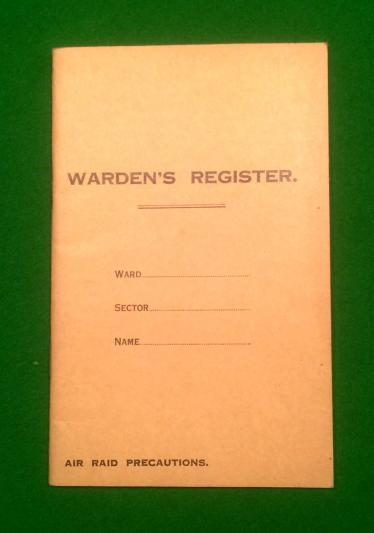 WARDEN'S REGISTER.
WARD
SECTOR
NAME
AIR RAID PRECAUTIONS.